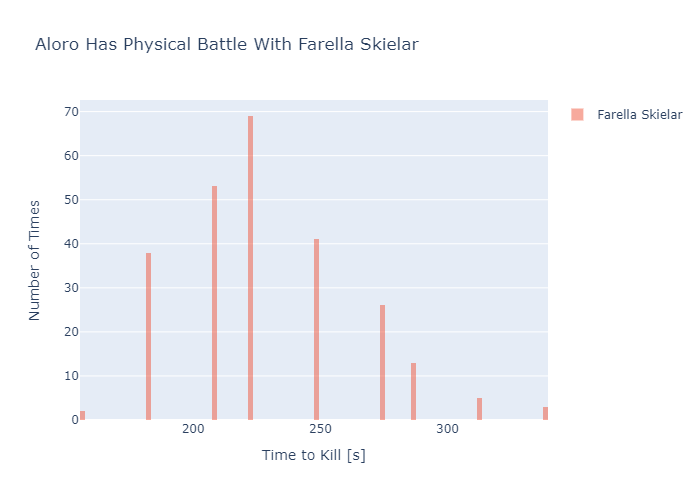 Aloro Has Physical Battle With Farella Skielar
Farella Skielar
70
60
50
40
30
20
10
0
Number of Times
200
250
300
Time to Kill [s]